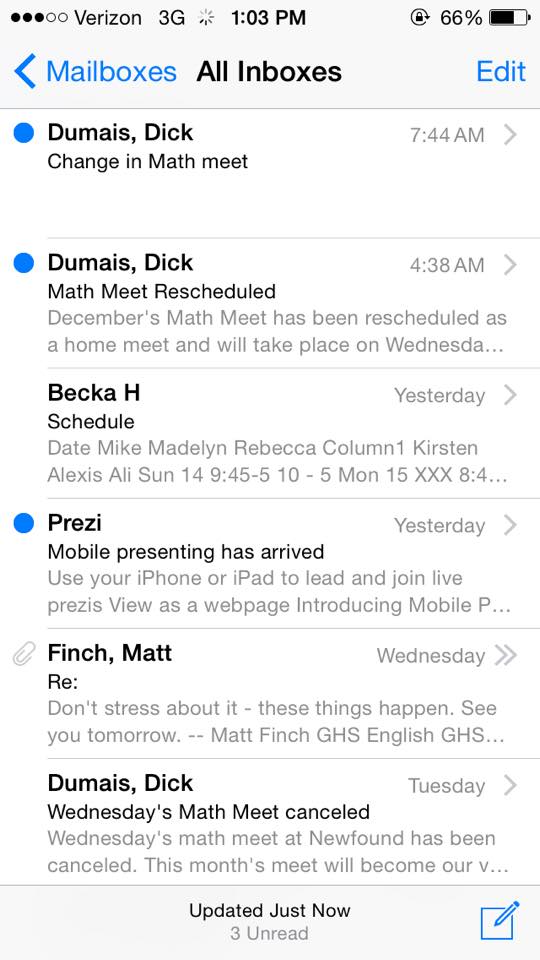 Verizon 3G 1:03 PM 66%
Mailboxes All Inboxes Edit
Dumais, Dick 7:44 AM
Change in Math meet
Dumais, Dick 4:38 AM
Math Meet Rescheduled
December's Math Meet has been rescheduled as
a home meet and will take place on Wednesda...
Becka H Yesterday
Schedule
Date Mike Madelyn Rebecca Column1 Kirsten
Alexis Ali Sun 14 9:45-5 10 - 5 Mon 15 XXX 8:4...
Prezi Yesterday
Mobile presenting has arrived
Use your iPhone or iPad to lead and join live
prezis View as a webpage Introducing Mobile P...
Finch, Matt Wednesday
Re:
Don't stress about it - these things happen. See
you tomorrow. -- Matt Finch GHS English GHS...
Dumais, Dick Tuesday
Wednesday's Math Meet canceled
Wednesday's math meet at Newfound has been
canceled. This month's meet will become our v...
Updated Just Now
3 Unread